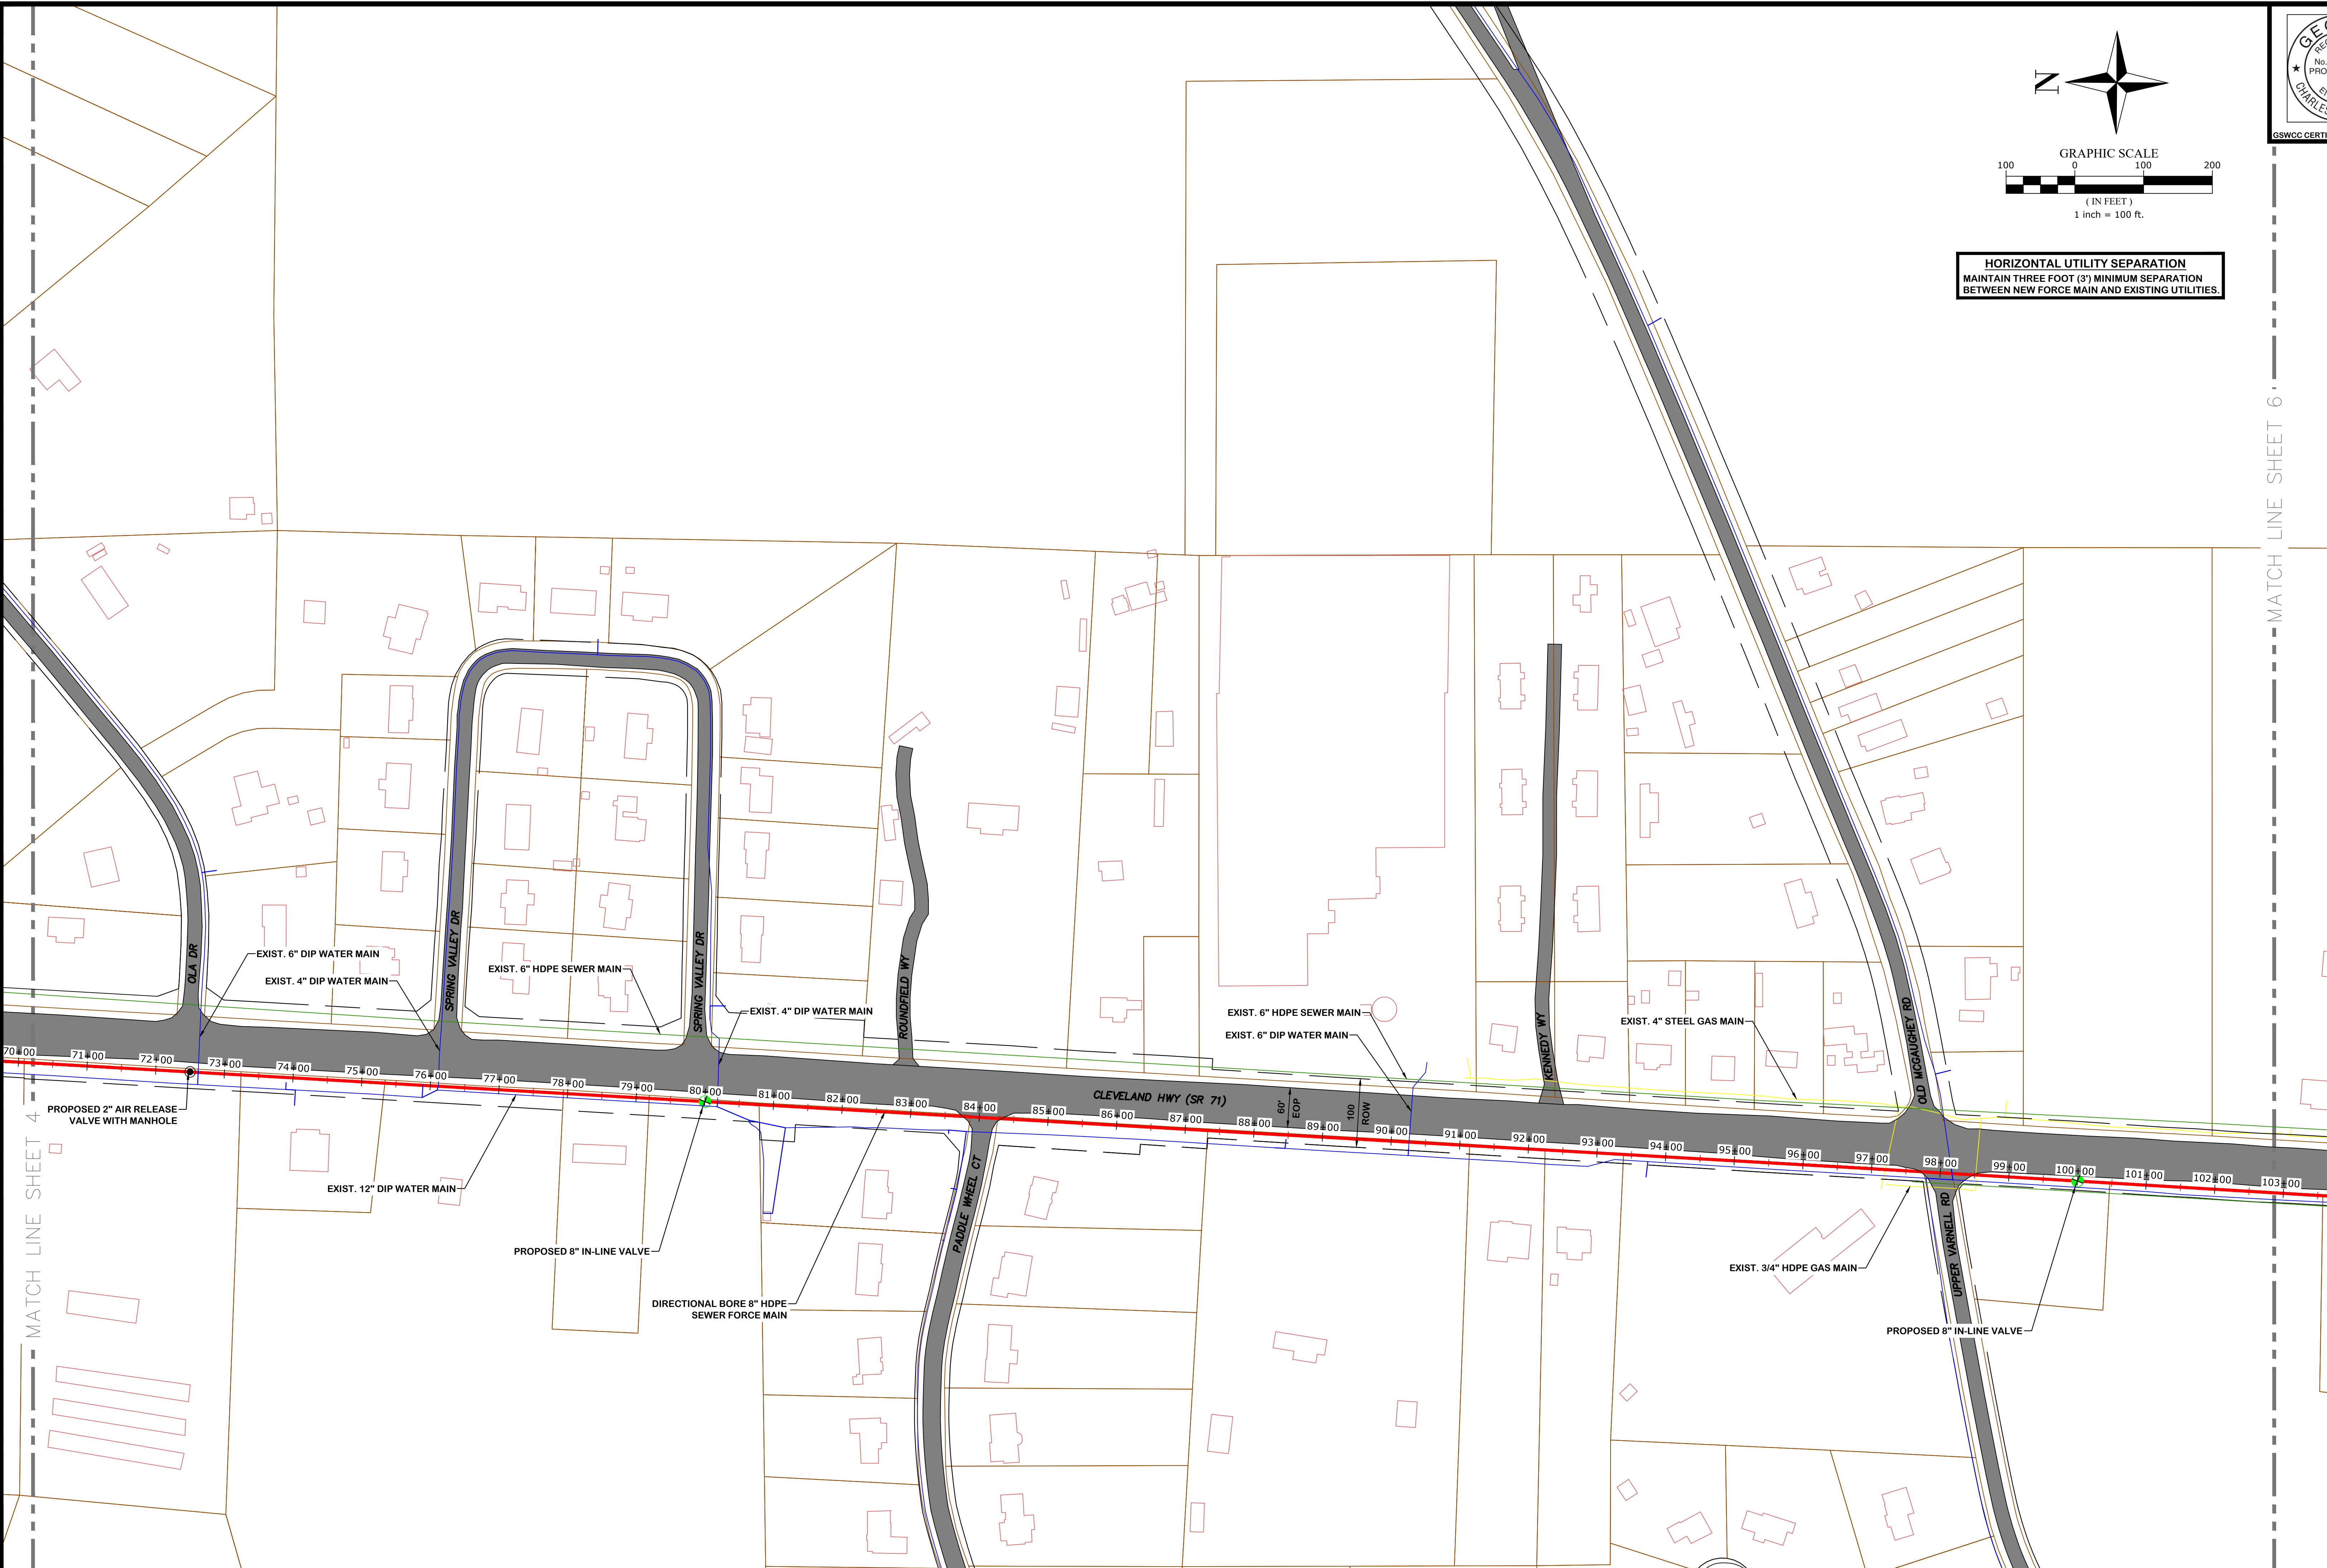 GEO
REG
No.
PRO
CHARLES
GSWCC CERTI
N
GRAPHIC SCALE
100 0 100 200
( IN FEET )
1 inch = 100 ft.
HORIZONTAL UTILITY SEPARATION
MAINTAIN THREE FOOT (3') MINIMUM SEPARATION
BETWEEN NEW FORCE MAIN AND EXISTING UTILITIES.
MATCH LINE SHEET 6
MATCH LINE SHEET 4
OLA DR
EXIST. 6" DIP WATER MAIN
EXIST. 4" DIP WATER MAIN
SPRING VALLEY DR
EXIST. 6" HDPE SEWER MAIN
SPRING VALLEY DR
EXIST. 4" DIP WATER MAIN
ROUNDFIELD WY
EXIST. 6" HDPE SEWER MAIN
EXIST. 6" DIP WATER MAIN
KENNEDY WY
EXIST. 4" STEEL GAS MAIN
OLD MCGAUGHEY RD
CLEVELAND HWY (SR 71)
60'
EOP
100
ROW
70+00 71+00 72+00 73+00 74+00 75+00 76+00 77+00 78+00 79+00 80+00 81+00 82+00 83+00 84+00 85+00 86+00 87+00 88+00 89+00 90+00 91+00 92+00 93+00 94+00 95+00 96+00 97+00 98+00 99+00 100+00 101+00 102+00 103+00
PROPOSED 2" AIR RELEASE
VALVE WITH MANHOLE
EXIST. 12" DIP WATER MAIN
PROPOSED 8" IN-LINE VALVE
DIRECTIONAL BORE 8" HDPE
SEWER FORCE MAIN
PADDLE WHEEL CT
EXIST. 3/4" HDPE GAS MAIN
UPPER VARNELL RD
PROPOSED 8" IN-LINE VALVE